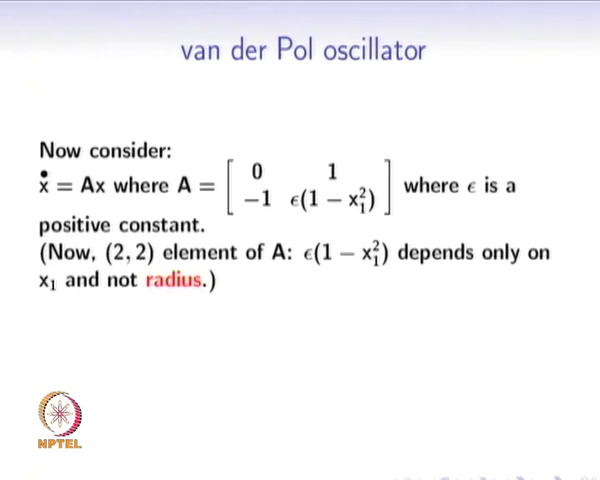 van der Pol oscillator
Now consider:
ẋ = Ax where A = [ 0 1 ; −1 ϵ(1 − x₁²) ] where ϵ is a
positive constant.
(Now, (2, 2) element of A: ϵ(1 − x₁²) depends only on
x₁ and not radius.)
NPTEL